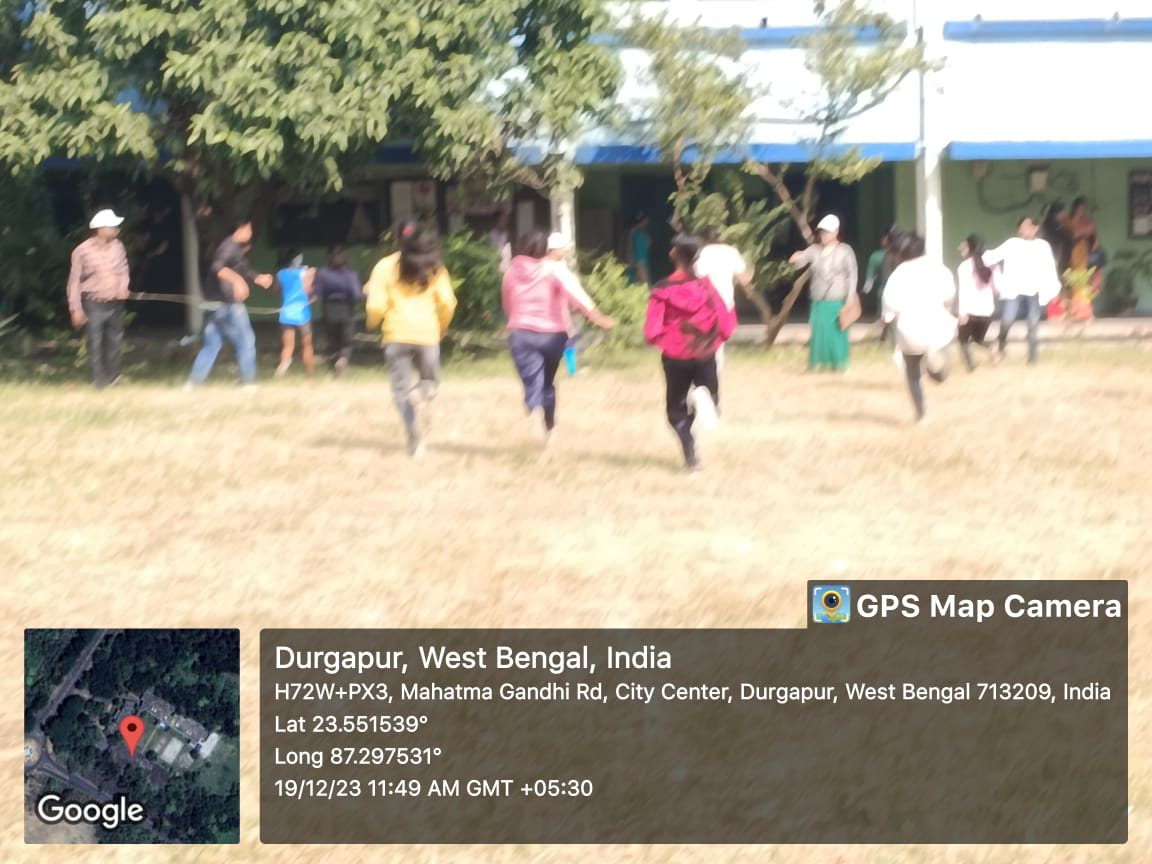 GPS Map Camera
Durgapur, West Bengal, India
H72W+PX3, Mahatma Gandhi Rd, City Center, Durgapur, West Bengal 713209, India
Lat 23.551539°
Long 87.297531°
19/12/23 11:49 AM GMT +05:30
Google